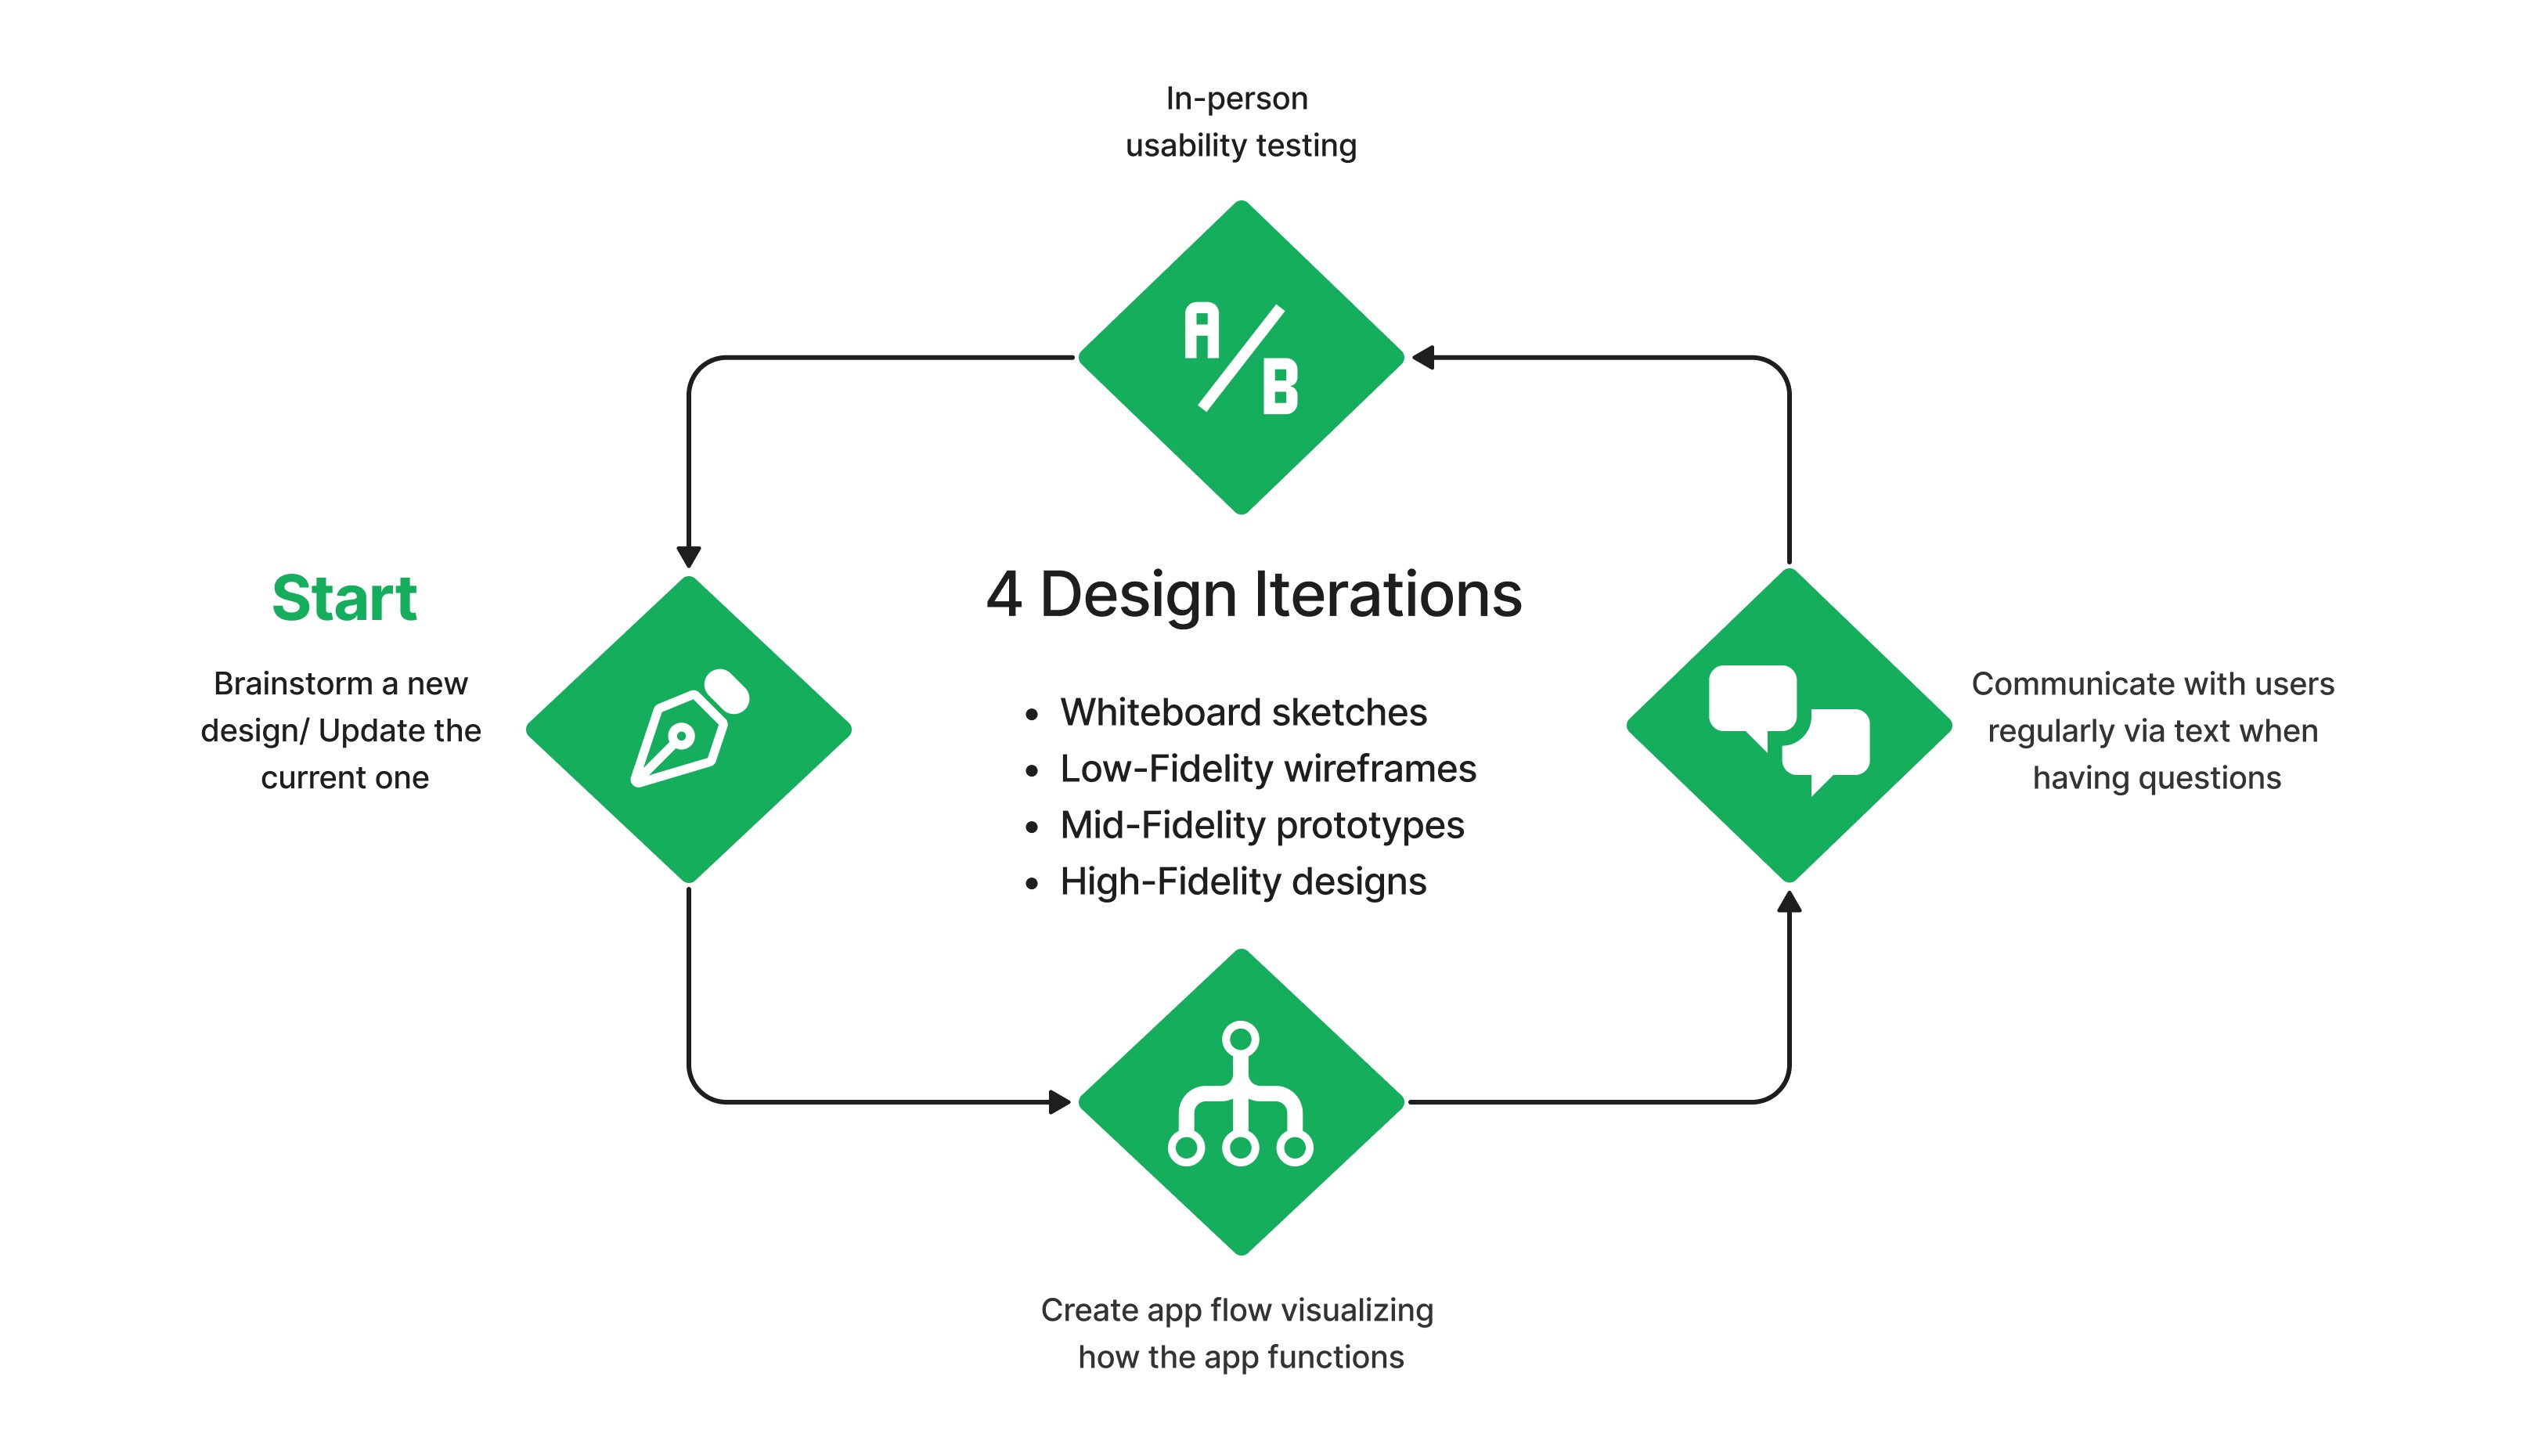 In-person
usability testing
A/B
Start
Brainstorm a new
design/ Update the
current one
4 Design Iterations
• Whiteboard sketches
• Low-Fidelity wireframes
• Mid-Fidelity prototypes
• High-Fidelity designs
Communicate with users
regularly via text when
having questions
Create app flow visualizing
how the app functions